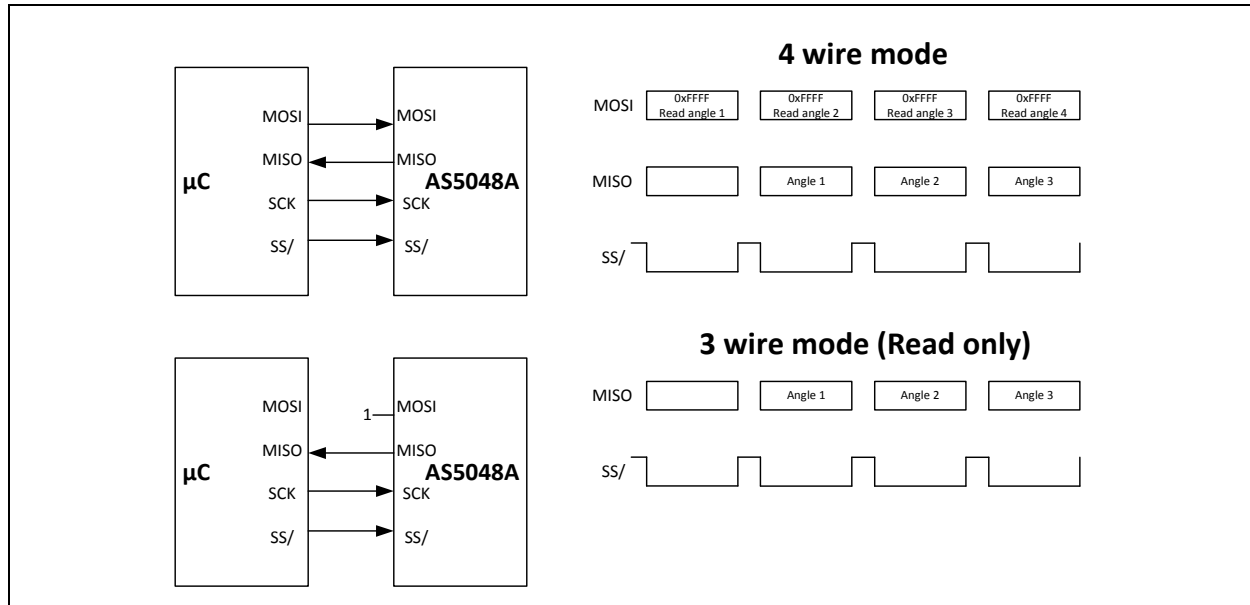 4 wire mode
MOSI MOSI
MISO MISO
µC AS5048A
SCK SCK
SS/ SS/
MOSI 0xFFFF 0xFFFF 0xFFFF 0xFFFF
Read angle 1 Read angle 2 Read angle 3 Read angle 4
MISO Angle 1 Angle 2 Angle 3
SS/
3 wire mode (Read only)
MOSI 1 MOSI
MISO MISO
µC AS5048A
SCK SCK
SS/ SS/
MISO Angle 1 Angle 2 Angle 3
SS/